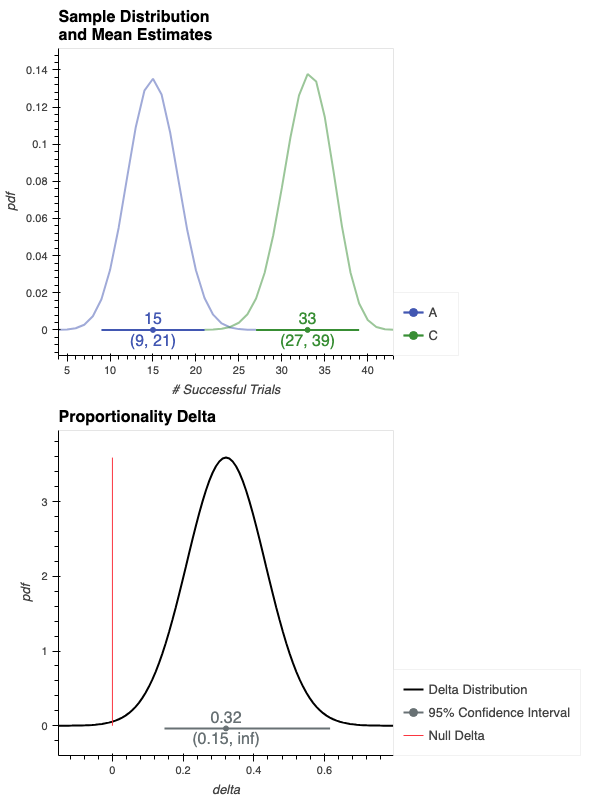 Sample Distribution
and Mean Estimates
pdf
0.14
0.12
0.1
0.08
0.06
0.04
0.02
0
15
(9, 21)
33
(27, 39)
A
C
5 10 15 20 25 30 35 40
# Successful Trials
Proportionality Delta
pdf
3
2
1
0
0.32
(0.15, inf)
Delta Distribution
95% Confidence Interval
Null Delta
0 0.2 0.4 0.6
delta